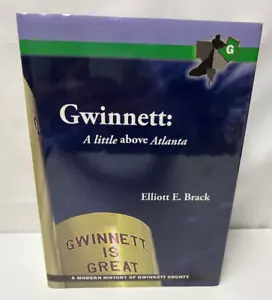 G
Gwinnett:
A little above Atlanta
Elliott E. Brack
GWINNETT
IS
GREAT
A MODERN HISTORY OF GWINNETT COUNTY